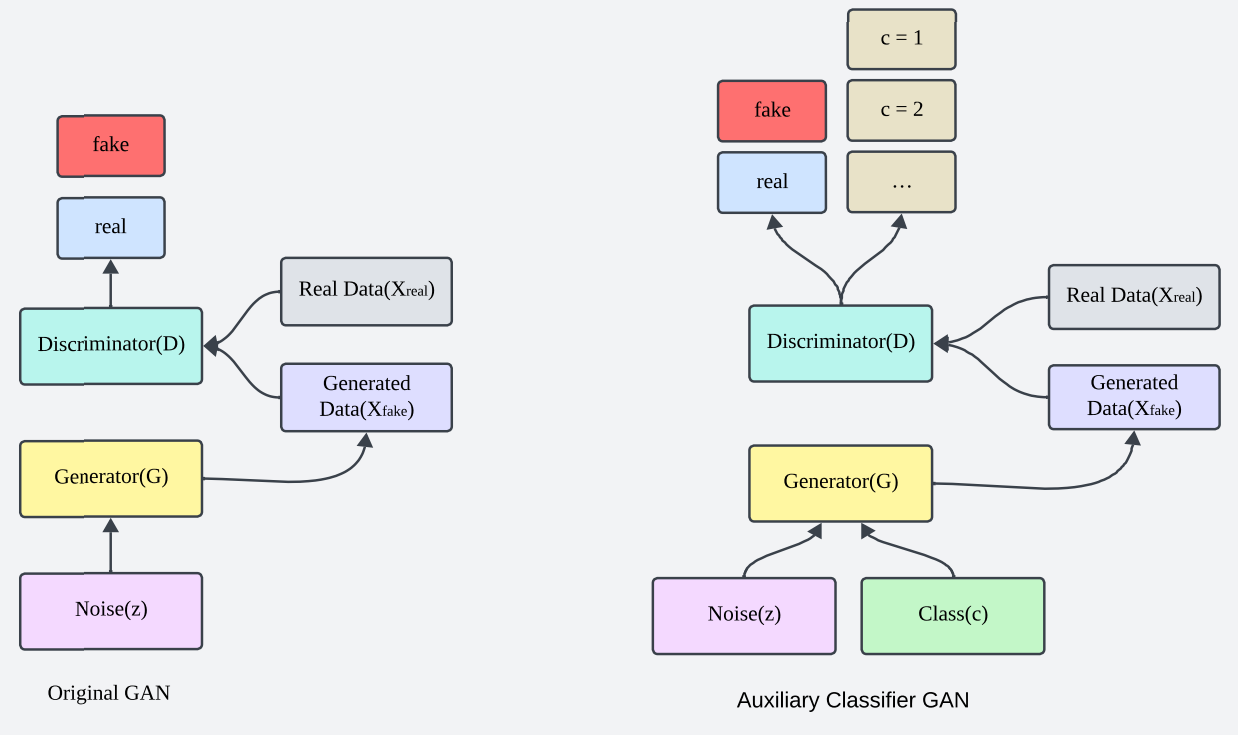 fake
real
Discriminator(D)
Real Data(Xreal)
Generated
Data(Xfake)
Generator(G)
Noise(z)
Original GAN
c = 1
fake
c = 2
real
...
Discriminator(D)
Real Data(Xreal)
Generated
Data(Xfake)
Generator(G)
Noise(z)
Class(c)
Auxiliary Classifier GAN